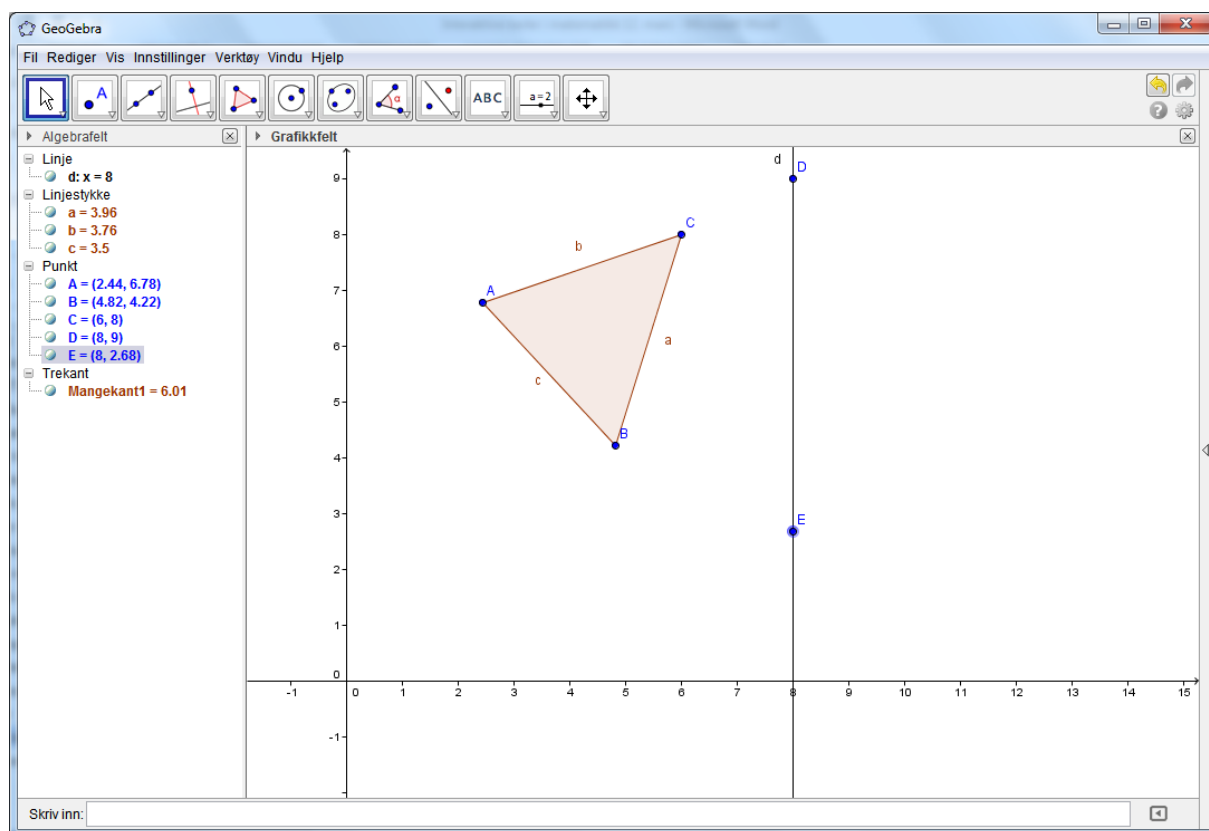 GeoGebra
Fil Rediger Vis Innstillinger Verktøy Vindu Hjelp
A
α
ABC
a=2
Algebrafelt
Grafikkfelt
Linje
d: x = 8
Linjestykke
a = 3.96
b = 3.76
c = 3.5
Punkt
A = (2.44, 6.78)
B = (4.82, 4.22)
C = (6, 8)
D = (8, 9)
E = (8, 2.68)
Trekant
Mangekant1 = 6.01
d
D
C
b
A
a
c
B
E
9
8
7
6
5
4
3
2
0
-1
-1 0 1 2 3 4 5 6 7 8 9 10 11 12 13 14 15
Skriv inn: